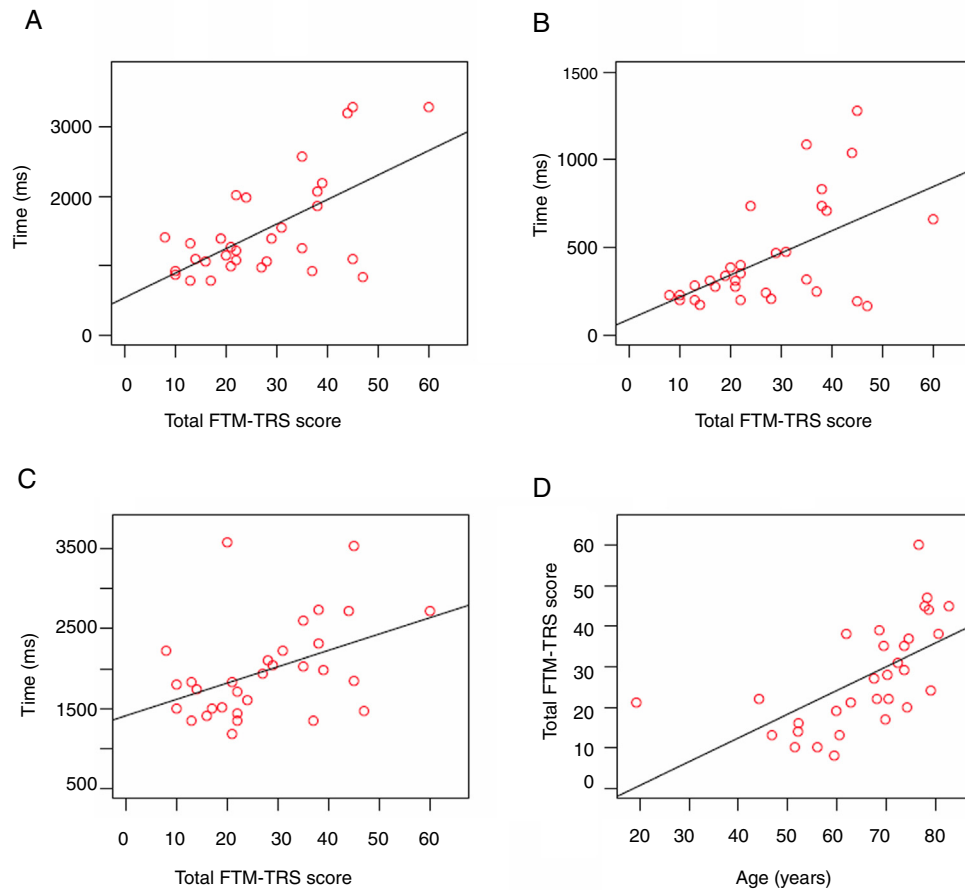 A
Time (ms)
3000
2000
0
0 10 20 30 40 50 60
Total FTM-TRS score
B
Time (ms)
1500
1000
500
0
0 10 20 30 40 50 60
Total FTM-TRS score
C
Time (ms)
3500
2500
1500
500
0 10 20 30 40 50 60
Total FTM-TRS score
D
Total FTM-TRS score
60
50
40
30
20
10
0
20 30 40 50 60 70 80
Age (years)